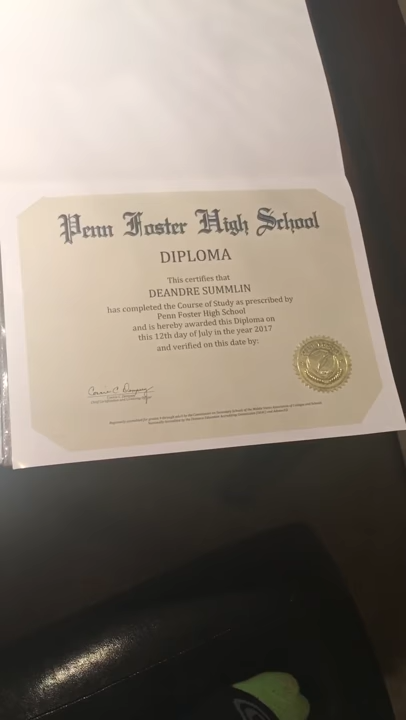 Penn Foster High School
DIPLOMA
This certifies that
DEANDRE SUMMLIN
has completed the Course of Study as prescribed by
Penn Foster High School
and is hereby awarded this Diploma on
this 12th day of July in the year 2017
and verified on this date by: